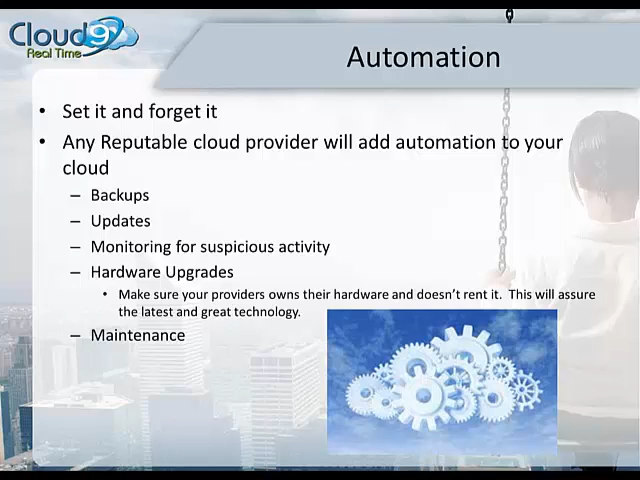 Cloud9
Real Time
Automation
• Set it and forget it
• Any Reputable cloud provider will add automation to your
cloud
– Backups
– Updates
– Monitoring for suspicious activity
– Hardware Upgrades
• Make sure your providers owns their hardware and doesn't rent it. This will assure
the latest and great technology.
– Maintenance